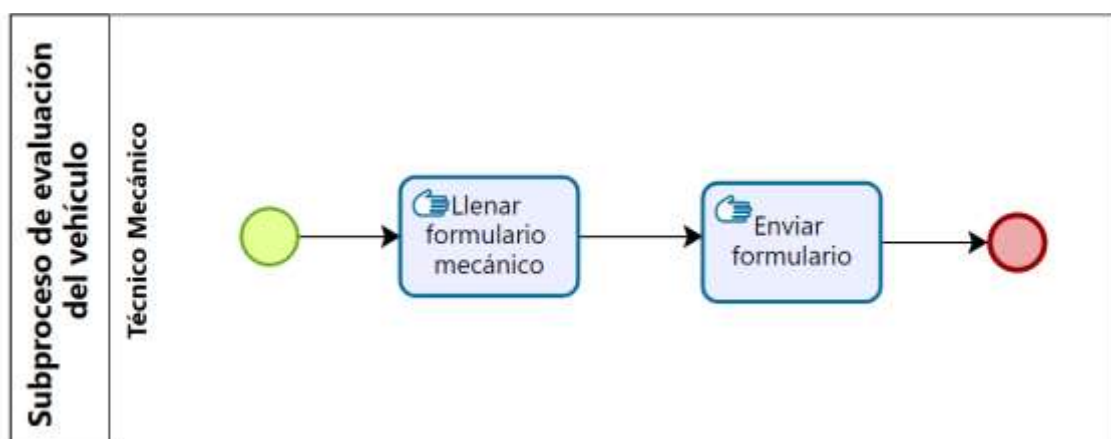 Subproceso de evaluación
del vehículo
Técnico Mecánico
Llenar
formulario
mecánico
Enviar
formulario